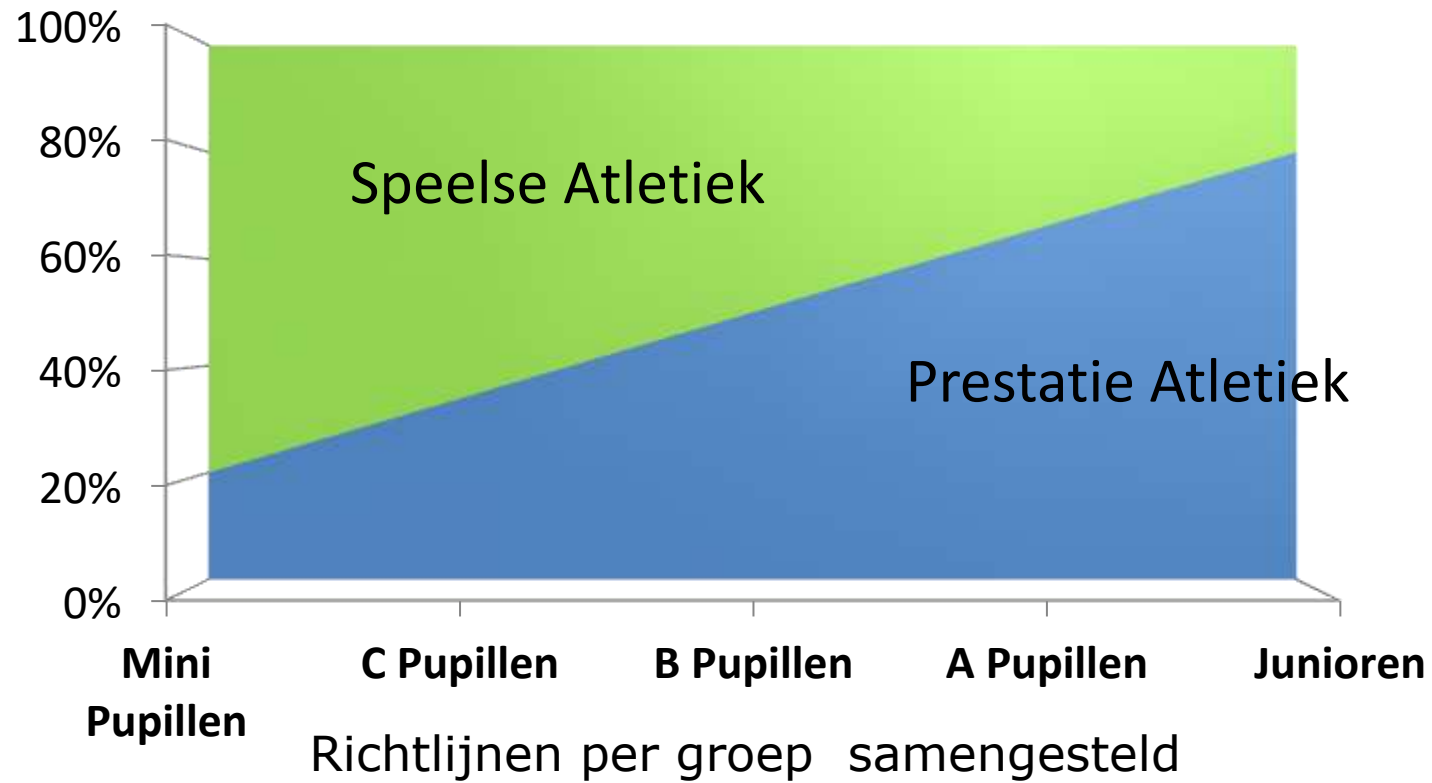 100%
80%
60%
40%
20%
0%
Speelse Atletiek
Prestatie Atletiek
Mini
Pupillen
C Pupillen
B Pupillen
A Pupillen
Junioren
Richtlijnen per groep  samengesteld